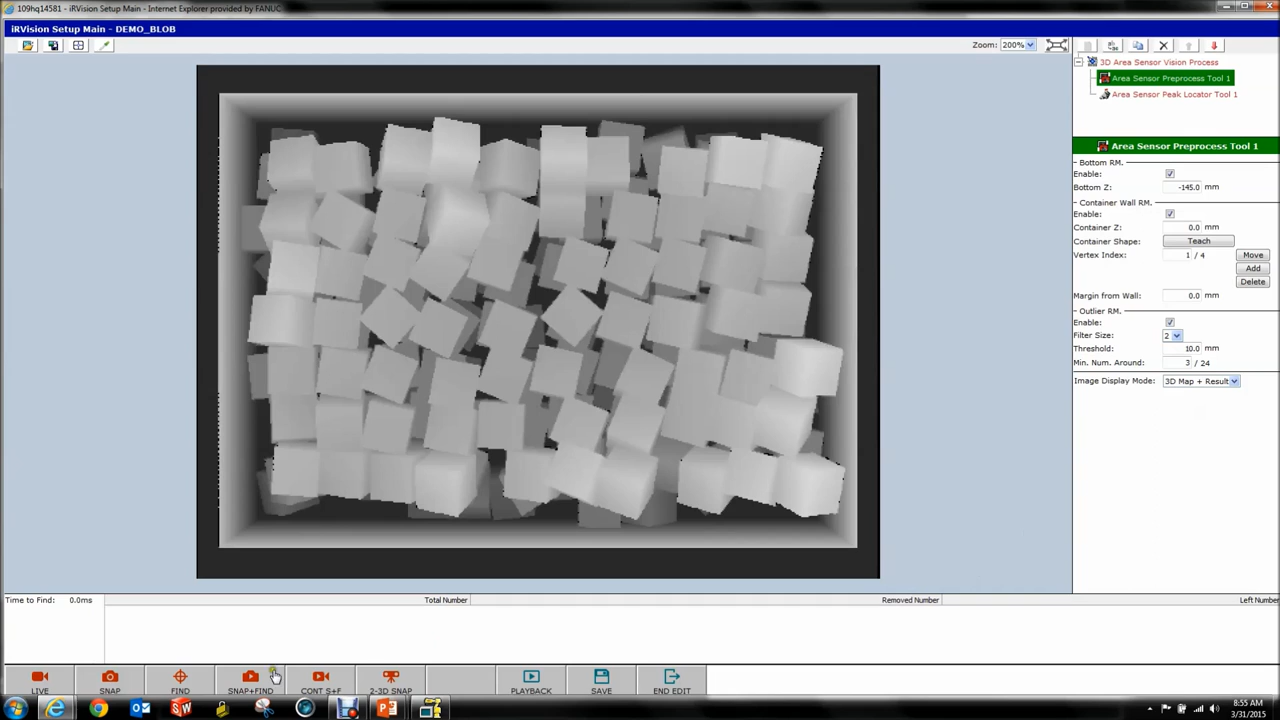 109hq14581 - iRVision Setup Main - Internet Explorer provided by FANUC
iRVision Setup Main - DEMO_BLOB
Zoom: 200%
3D Area Sensor Vision Process
Area Sensor Preprocess Tool 1
Area Sensor Peak Locator Tool 1
Area Sensor Preprocess Tool 1
Bottom RM.
Enable:
Bottom Z: -145.0 mm
Container Wall RM.
Enable:
Container Z: 0.0 mm
Container Shape: Teach
Vertex Index: 1 / 4 Move
Add
Delete
Margin from Wall: 0.0 mm
Outlier RM.
Enable:
Filter Size: 2
Threshold: 10.0 mm
Min. Num. Around: 3 / 24
Image Display Mode: 3D Map + Result
Time to Find: 0.0ms Total Number Removed Number Left Number
LIVE SNAP FIND SNAP+FIND CONT S+F 2-3D SNAP PLAYBACK SAVE END EDIT
8:55 AM
3/31/2015